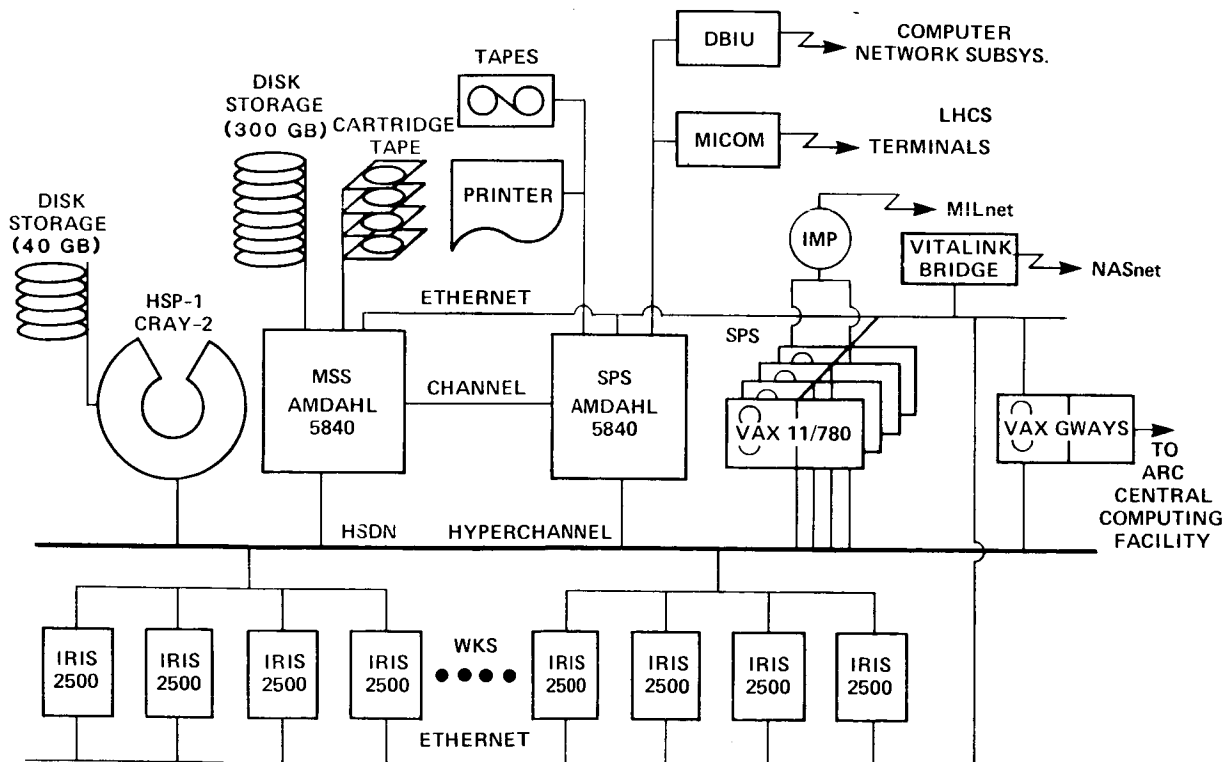 DBIU
COMPUTER
NETWORK SUBSYS.
TAPES
DISK
STORAGE
(300 GB)
CARTRIDGE
TAPE
MICOM
LHCS
TERMINALS
PRINTER
DISK
STORAGE
(40 GB)
IMP
MILnet
VITALINK
BRIDGE
NASnet
HSP-1
CRAY-2
ETHERNET
SPS
MSS
AMDAHL
5840
CHANNEL
SPS
AMDAHL
5840
VAX 11/780
VAX GWAYS
TO
ARC
CENTRAL
COMPUTING
FACILITY
HSDN
HYPERCHANNEL
IRIS
2500
IRIS
2500
IRIS
2500
IRIS
2500
WKS
IRIS
2500
IRIS
2500
IRIS
2500
IRIS
2500
ETHERNET